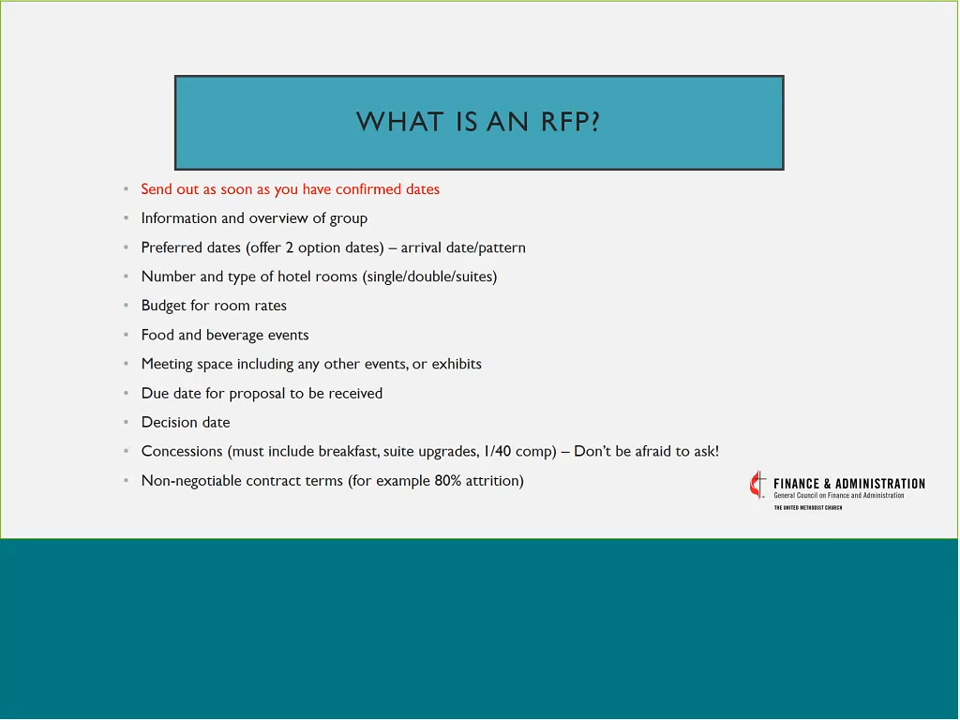 WHAT IS AN RFP?
• Send out as soon as you have confirmed dates
• Information and overview of group
• Preferred dates (offer 2 option dates) – arrival date/pattern
• Number and type of hotel rooms (single/double/suites)
• Budget for room rates
• Food and beverage events
• Meeting space including any other events, or exhibits
• Due date for proposal to be received
• Decision date
• Concessions (must include breakfast, suite upgrades, 1/40 comp) – Don't be afraid to ask!
• Non-negotiable contract terms (for example 80% attrition)
FINANCE & ADMINISTRATION
General Council on Finance and Administration
THE UNITED METHODIST CHURCH